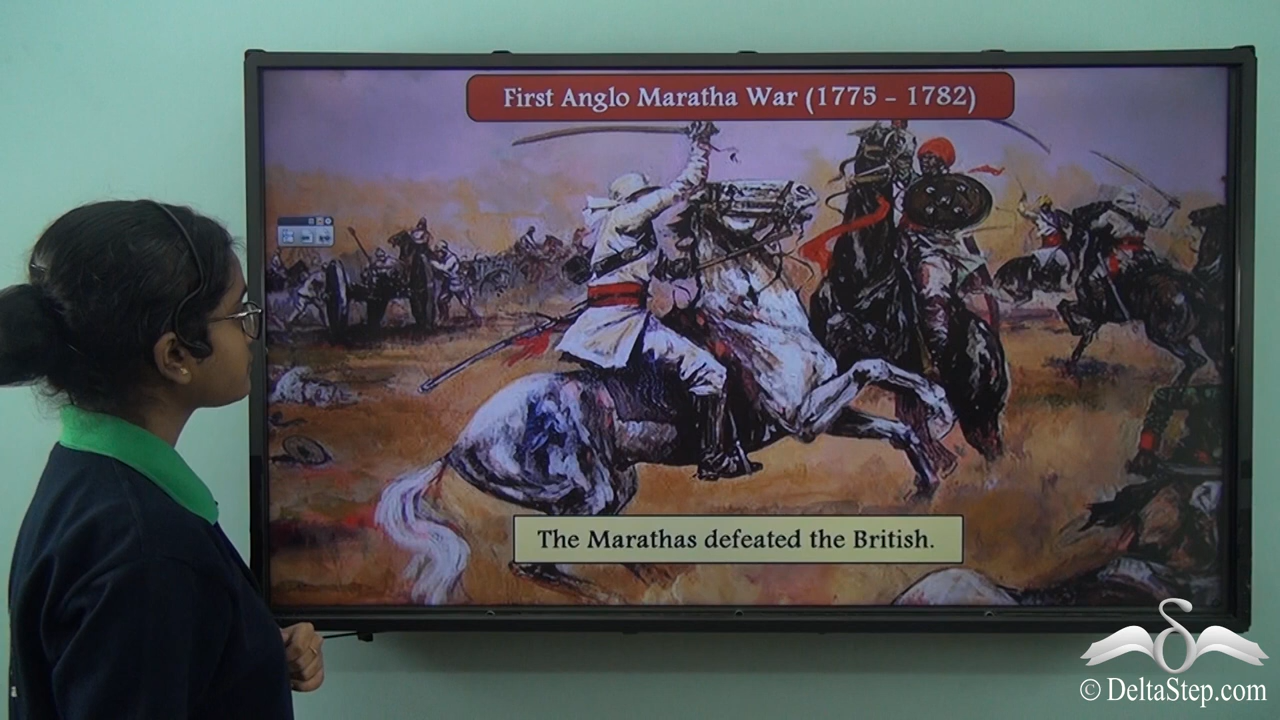 First Anglo Maratha War (1775 - 1782)
The Marathas defeated the British.
© DeltaStep.com